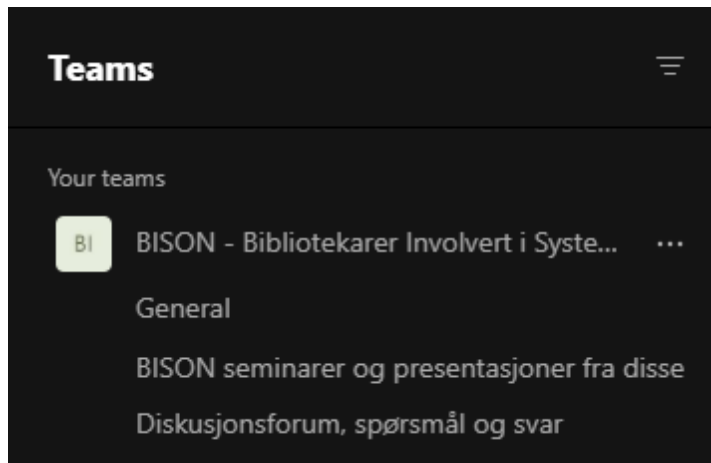 Teams
Your teams
BI BISON - Bibliotekarer Involvert i Syste... ...
General
BISON seminarer og presentasjoner fra disse
Diskusjonsforum, spørsmål og svar